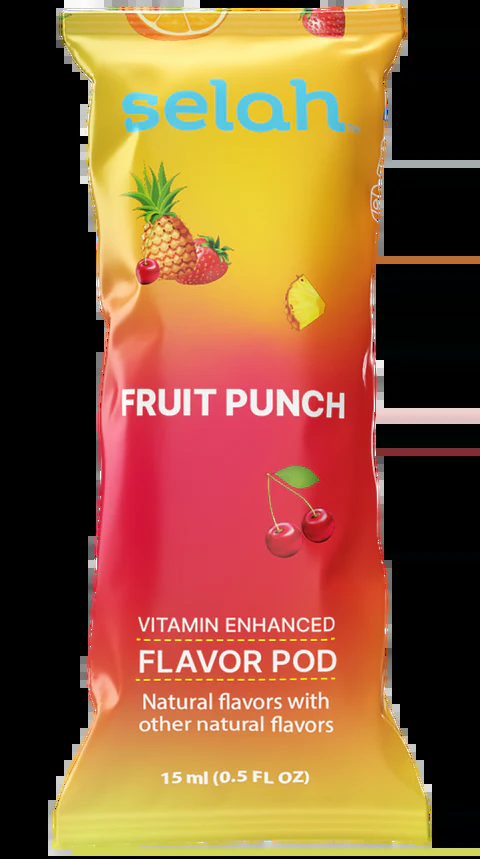 selah
FRUIT PUNCH
VITAMIN ENHANCED
FLAVOR POD
Natural flavors with
other natural flavors
15 ml (0.5 FL OZ)